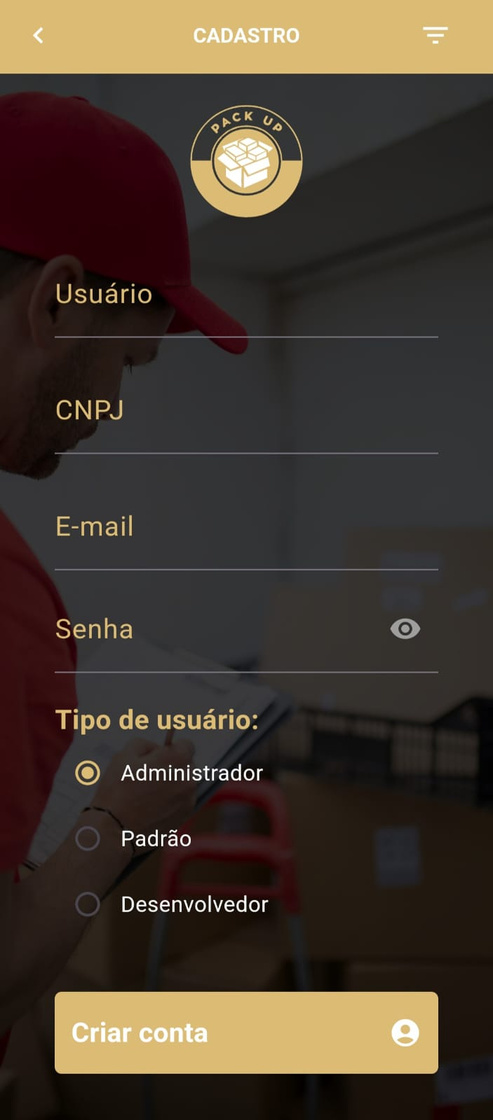 CADASTRO
PACK UP
Usuário
CNPJ
E-mail
Senha
Tipo de usuário:
Administrador
Padrão
Desenvolvedor
Criar conta